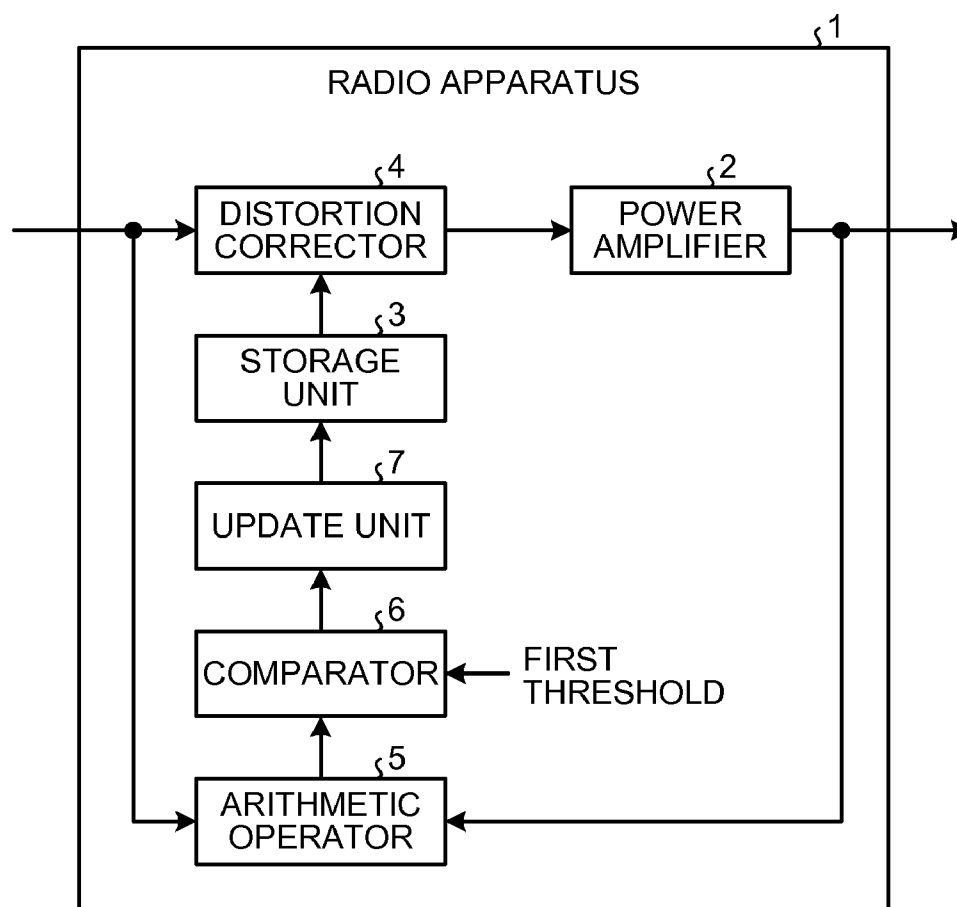 1
RADIO APPARATUS
4
DISTORTION
CORRECTOR
2
POWER
AMPLIFIER
3
STORAGE
UNIT
7
UPDATE UNIT
6
COMPARATOR
FIRST
THRESHOLD
5
ARITHMETIC
OPERATOR